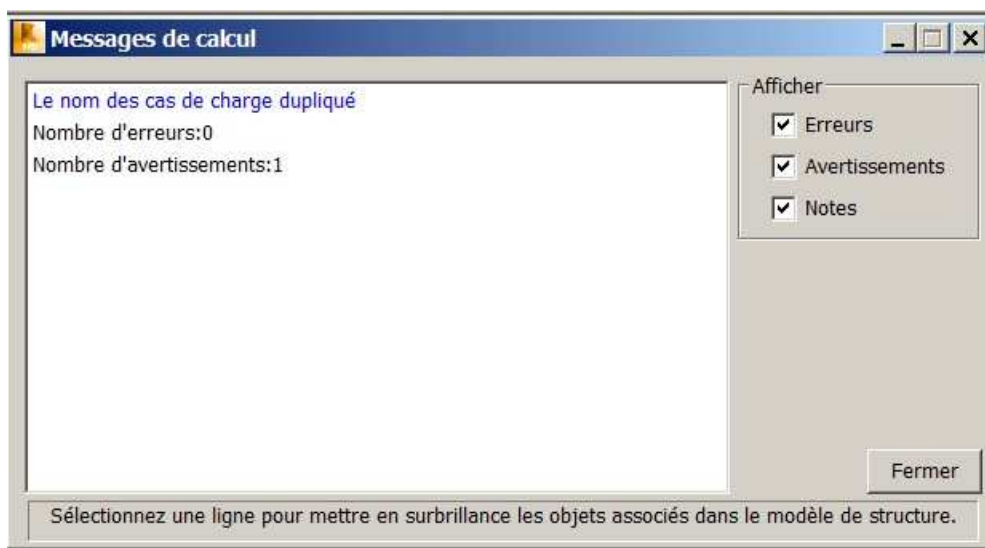 Messages de calcul
Le nom des cas de charge dupliqué
Nombre d'erreurs:0
Nombre d'avertissements:1
Afficher
Erreurs
Avertissements
Notes
Fermer
Sélectionnez une ligne pour mettre en surbrillance les objets associés dans le modèle de structure.